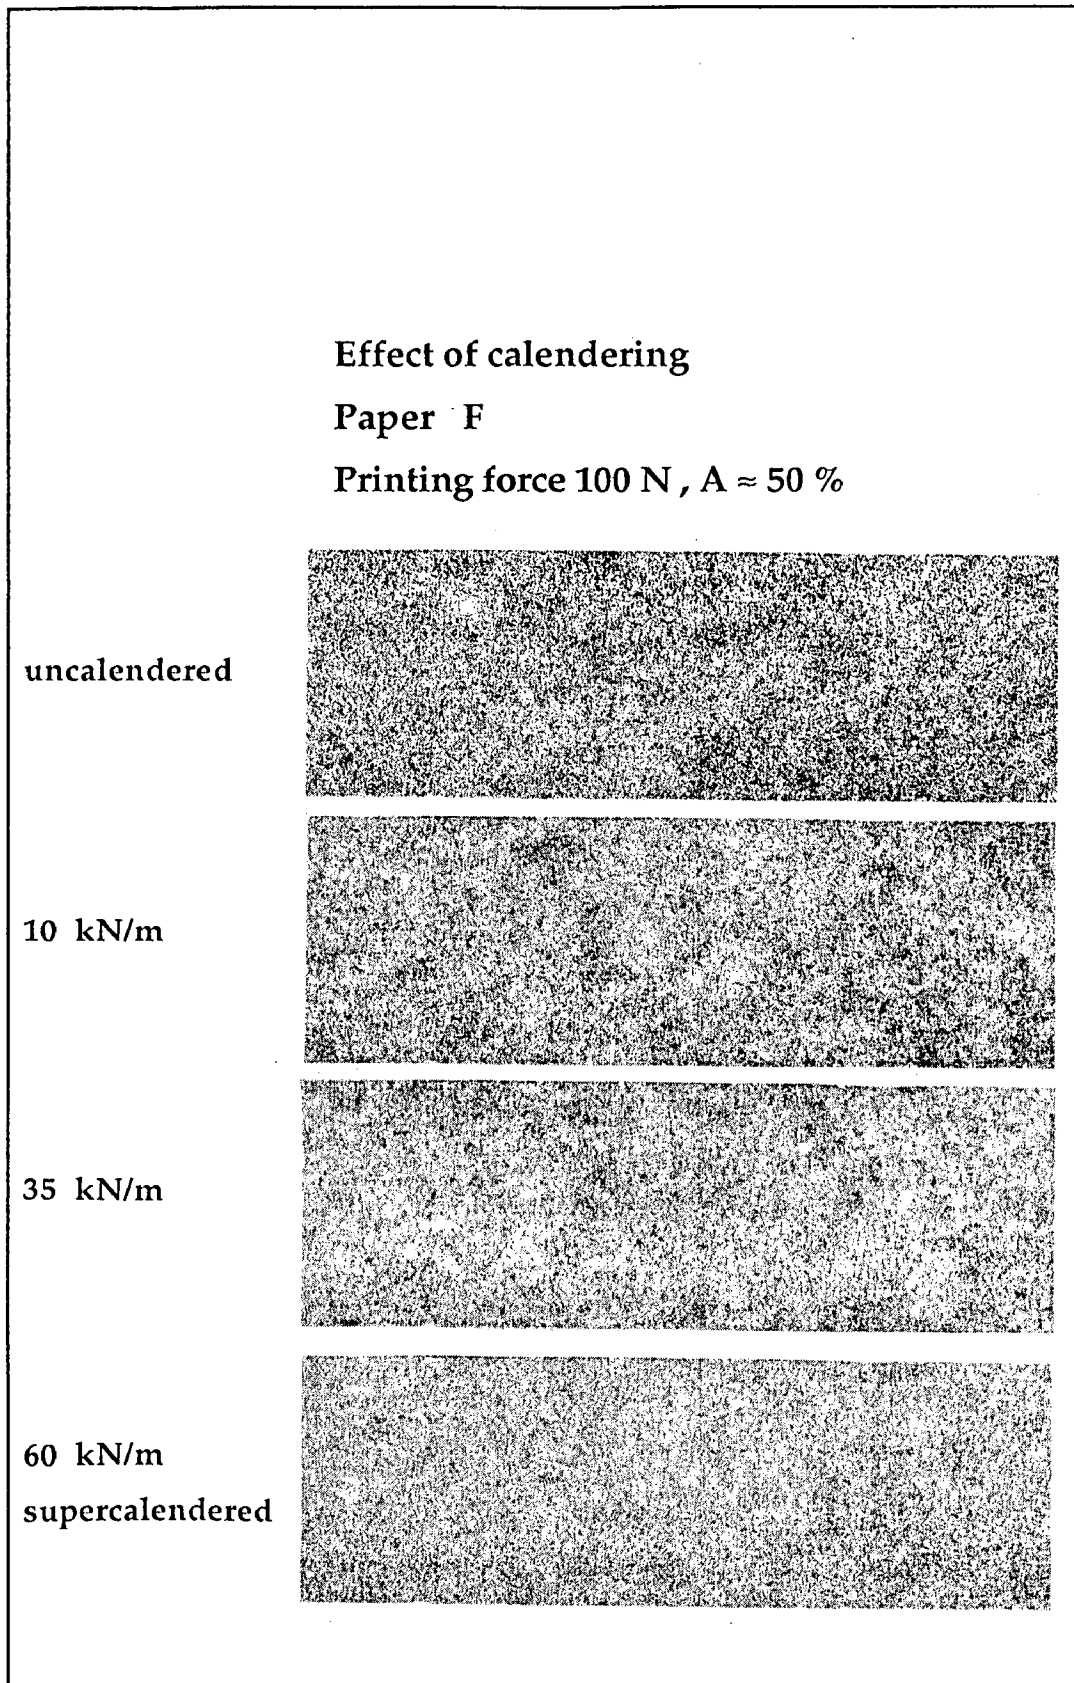 Effect of calendering
Paper F
Printing force 100 N , A ≈ 50 %
uncalendered
10 kN/m
35 kN/m
60 kN/m
supercalendered